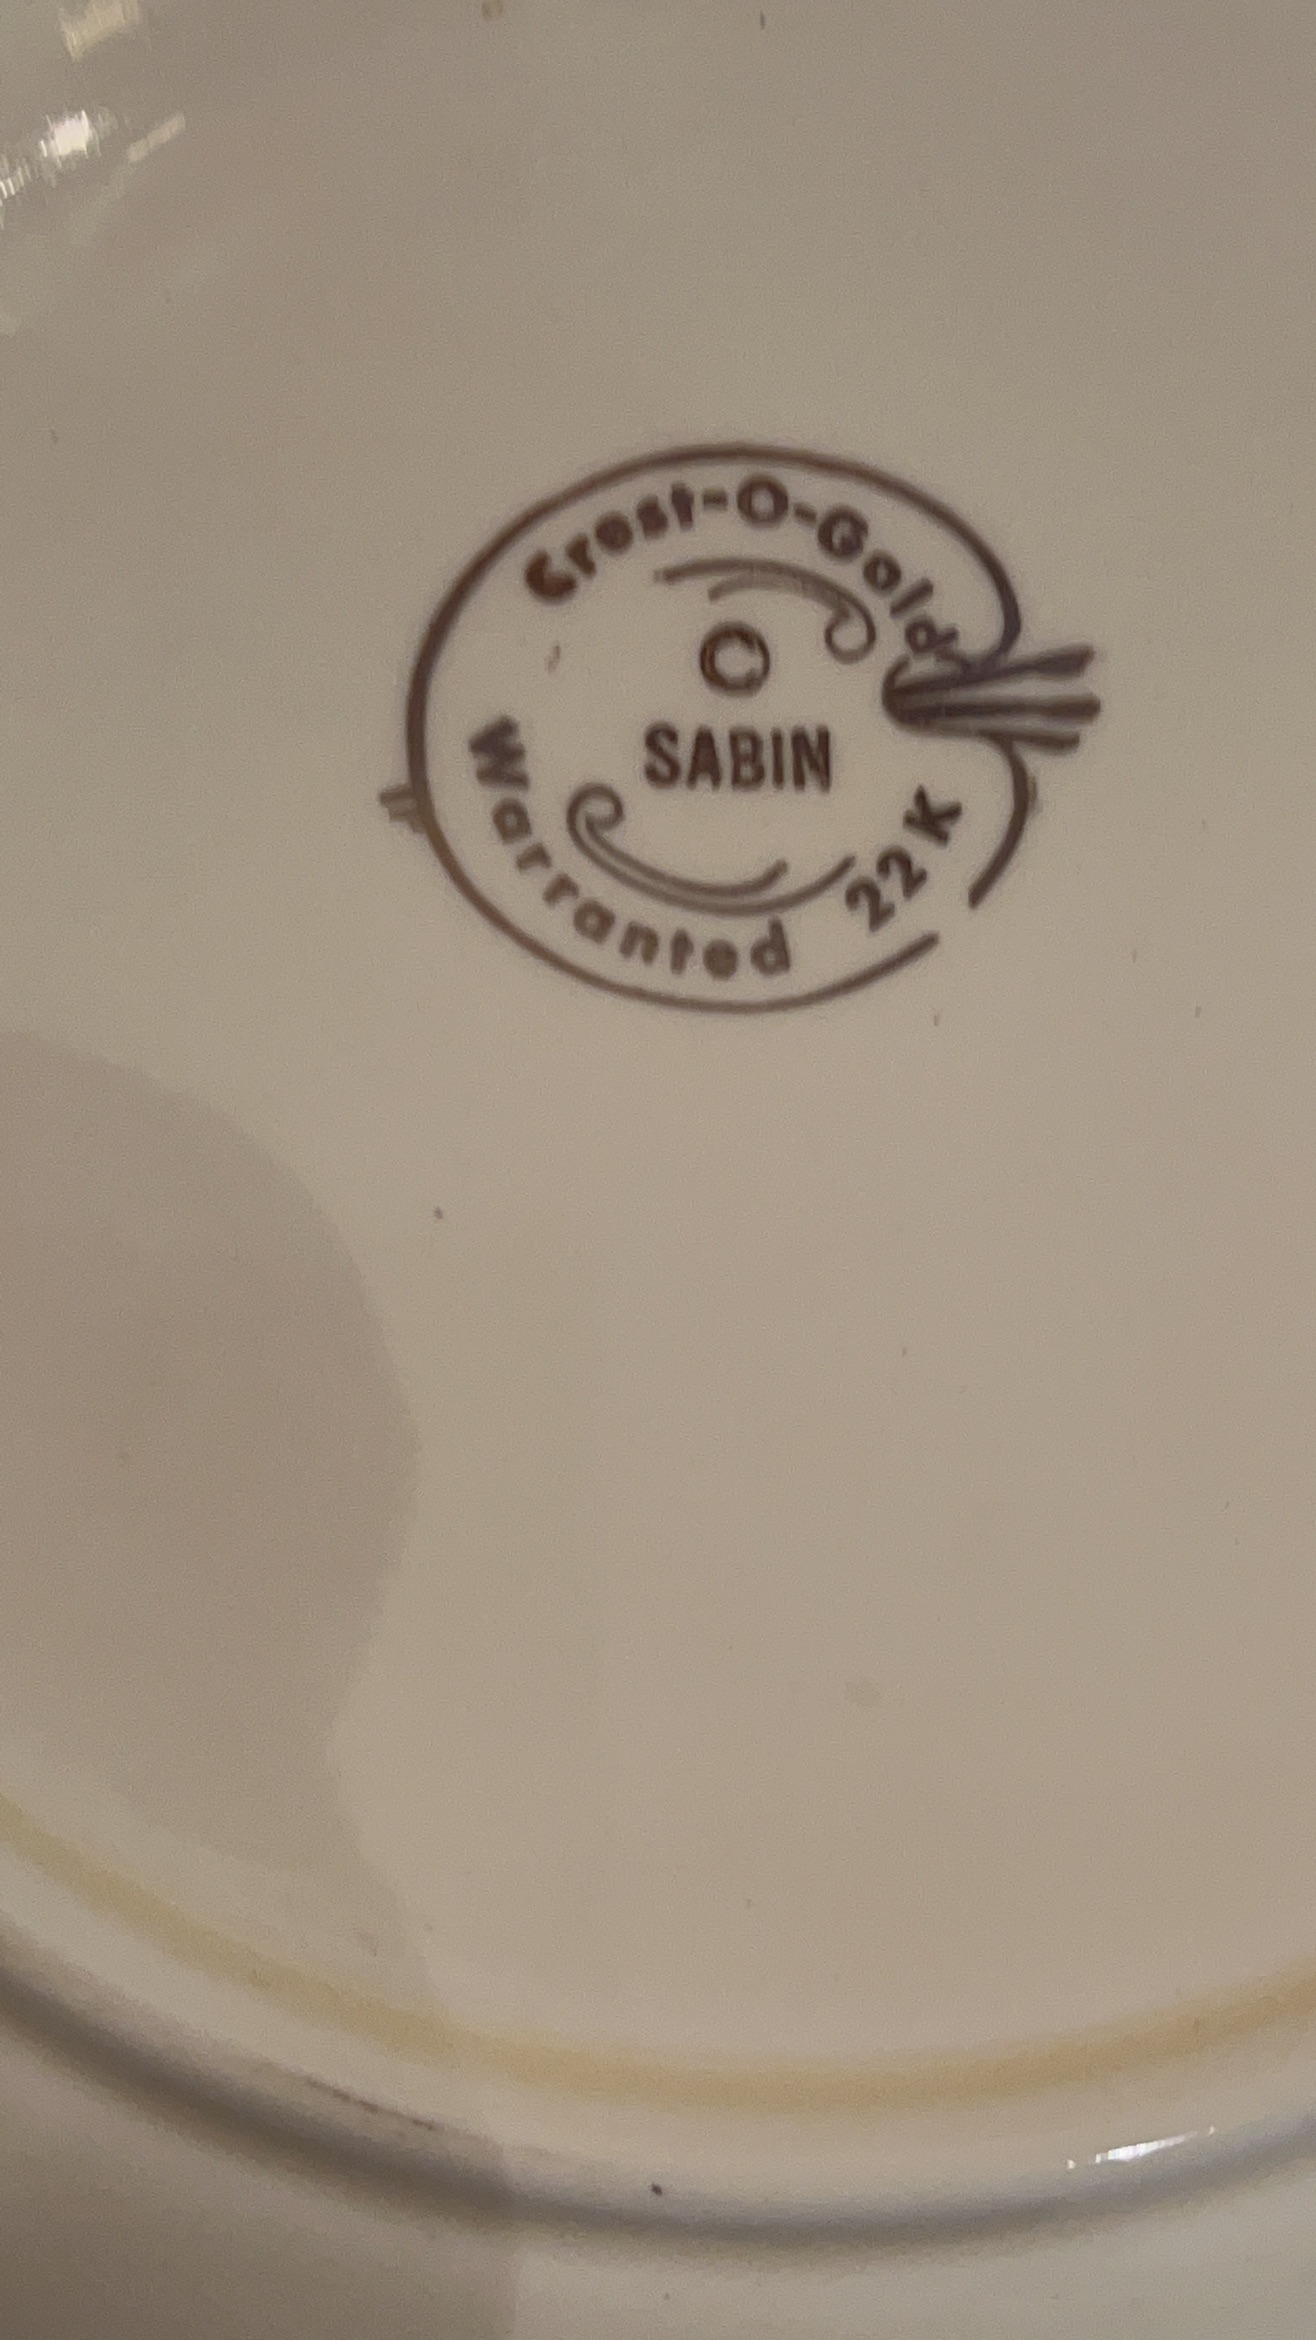 Crest-O-Gold
©
SABIN
Warranted 22K